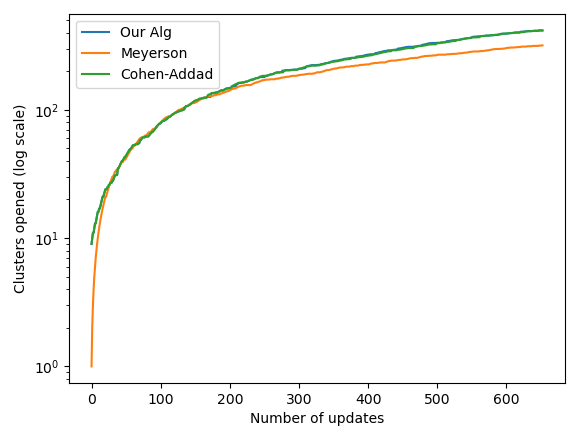 Our Alg
Meyerson
Cohen-Addad
Clusters opened (log scale)
10²
10¹
10⁰
0 100 200 300 400 500 600
Number of updates